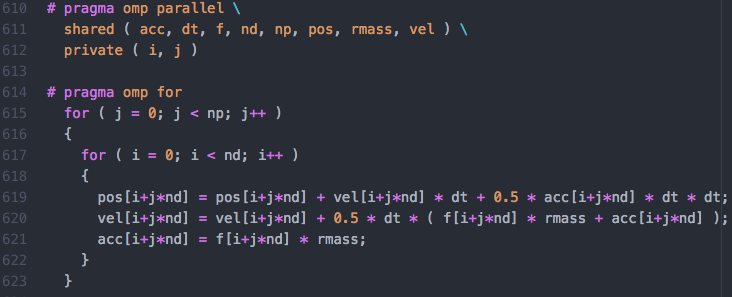 610 # pragma omp parallel \
611   shared ( acc, dt, f, nd, np, pos, rmass, vel ) \
612   private ( i, j )
613
614 # pragma omp for
615   for ( j = 0; j < np; j++ )
616   {
617     for ( i = 0; i < nd; i++ )
618     {
619       pos[i+j*nd] = pos[i+j*nd] + vel[i+j*nd] * dt + 0.5 * acc[i+j*nd] * dt * dt;
620       vel[i+j*nd] = vel[i+j*nd] + 0.5 * dt * ( f[i+j*nd] * rmass + acc[i+j*nd] );
621       acc[i+j*nd] = f[i+j*nd] * rmass;
622     }
623   }